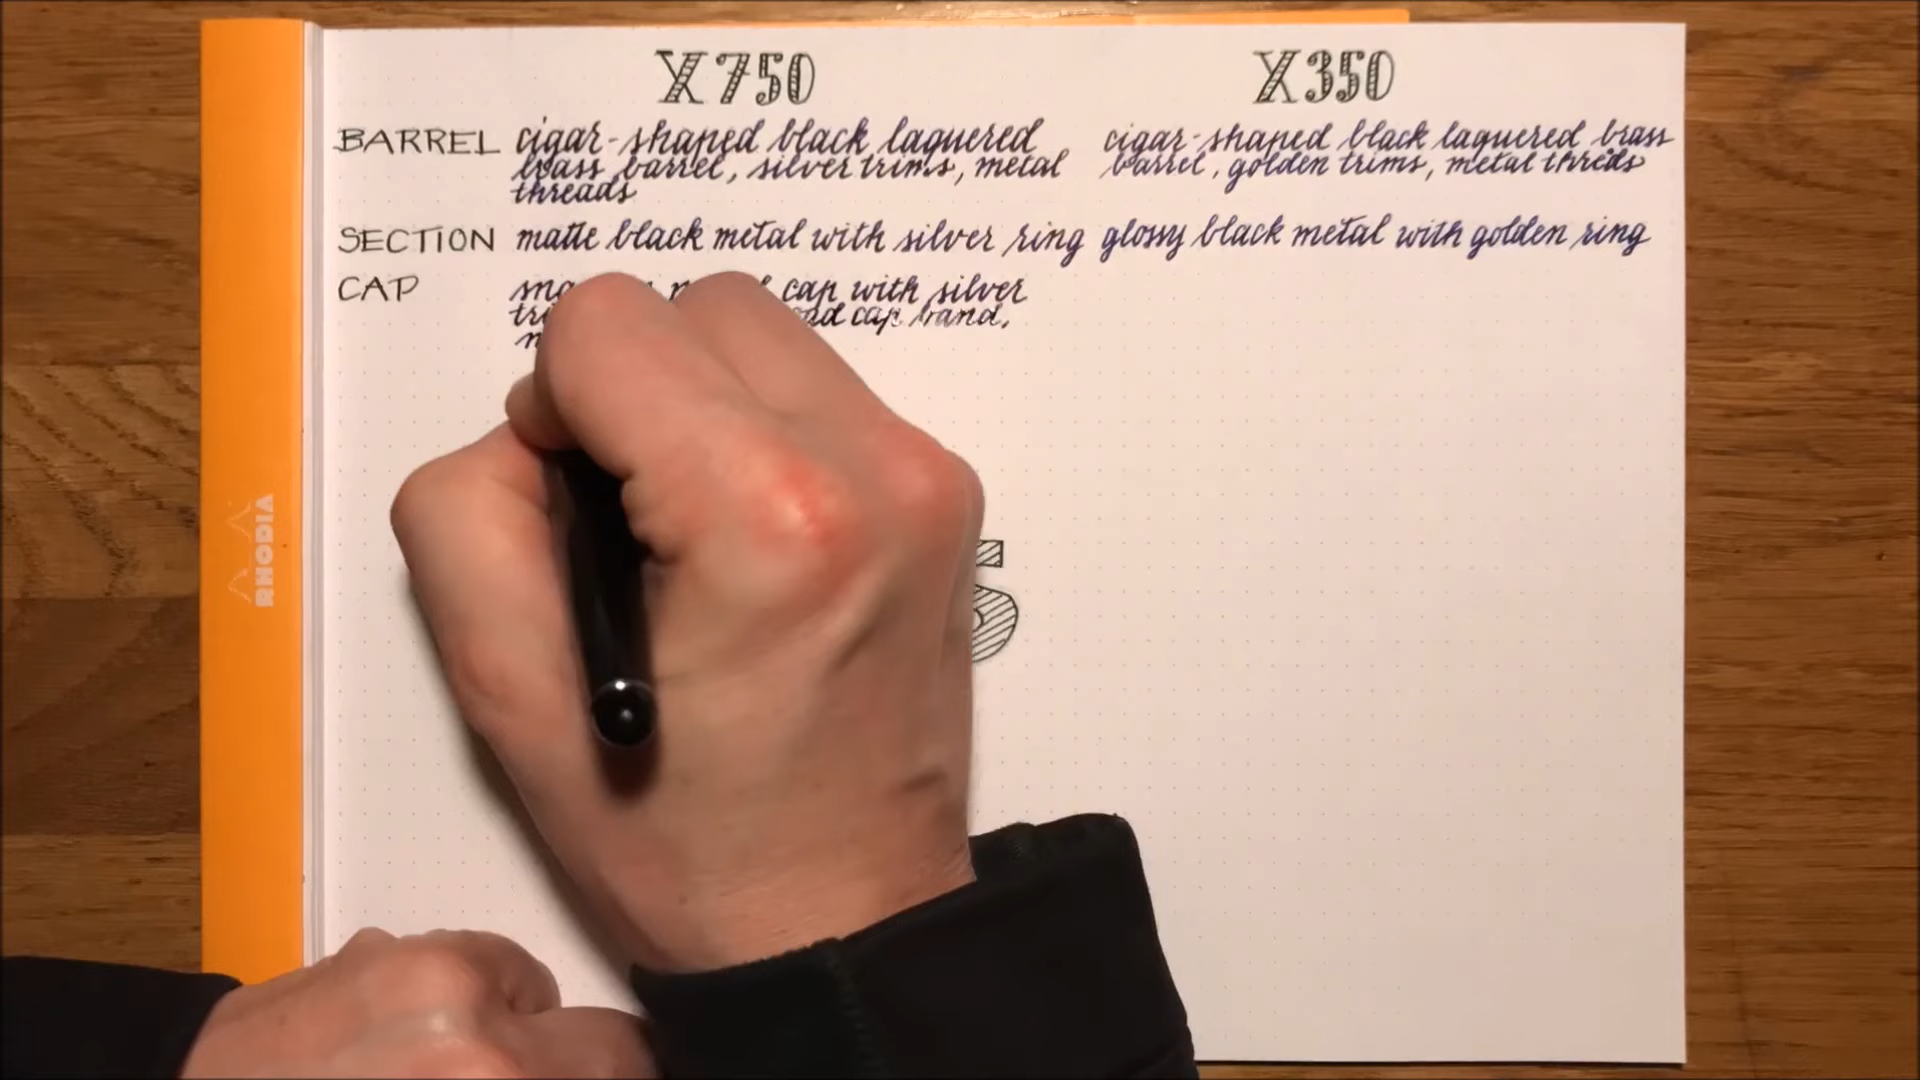 X750 X350
BARREL cigar-shaped black laquered cigar-shaped black laquered brass
brass barrel, silver trims, metal barrel, golden trims, metal threds
threads
SECTION matte black metal with silver ring glossy black metal with golden ring
CAP cap with silver
cap band,
RHODIA